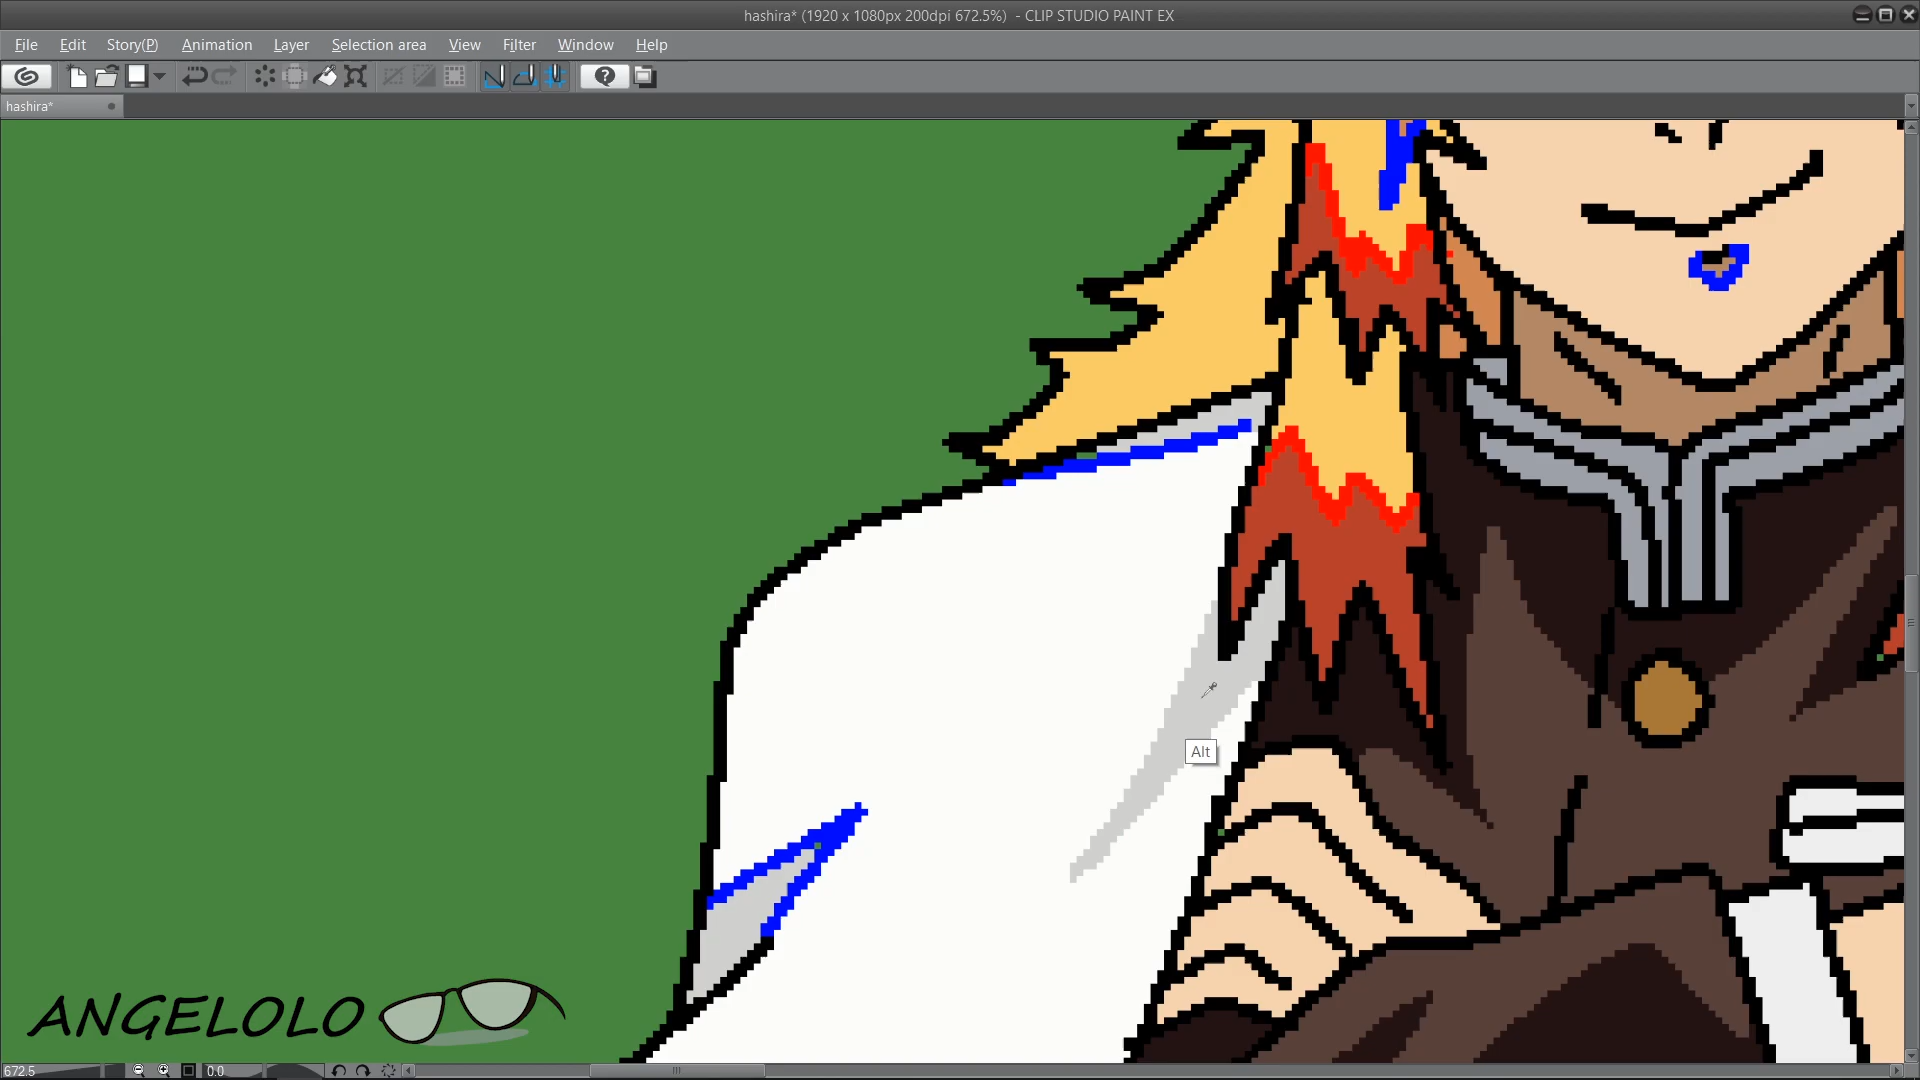 hashira* (1920 x 1080px 200dpi 672.5%) - CLIP STUDIO PAINT EX
File Edit Story(P) Animation Layer Selection area View Filter Window Help
hashira*
Alt
ANGELOLO
672.5 0.0